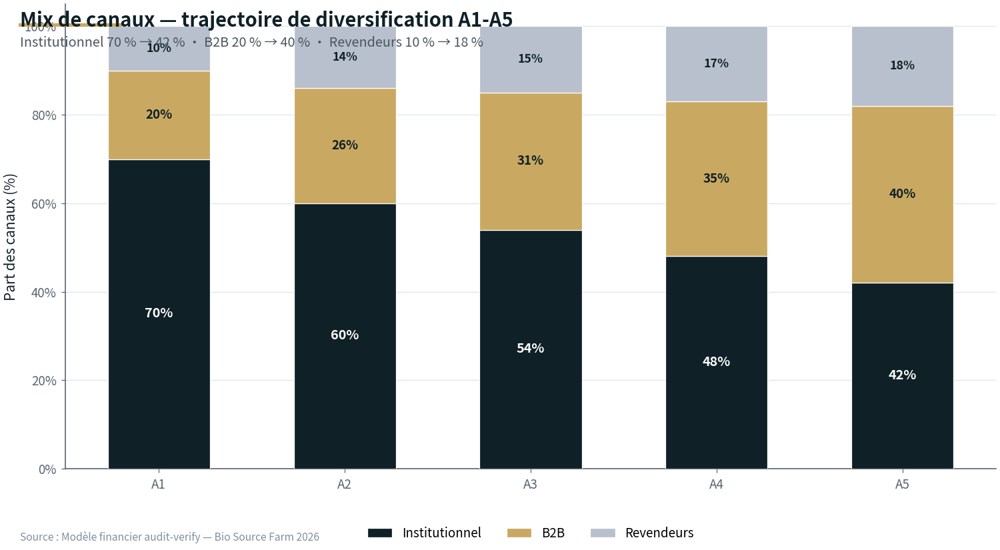 Mix de canaux — trajectoire de diversification A1-A5
Institutionnel 70 % → 42 % • B2B 20 % → 40 % • Revendeurs 10 % → 18 %
Part des canaux (%)
100%
80%
60%
40%
20%
0%
10% 14% 15% 17% 18%
20% 26% 31% 35% 40%
70% 60% 54% 48% 42%
A1 A2 A3 A4 A5
Institutionnel B2B Revendeurs
Source : Modèle financier audit-verify — Bio Source Farm 2026